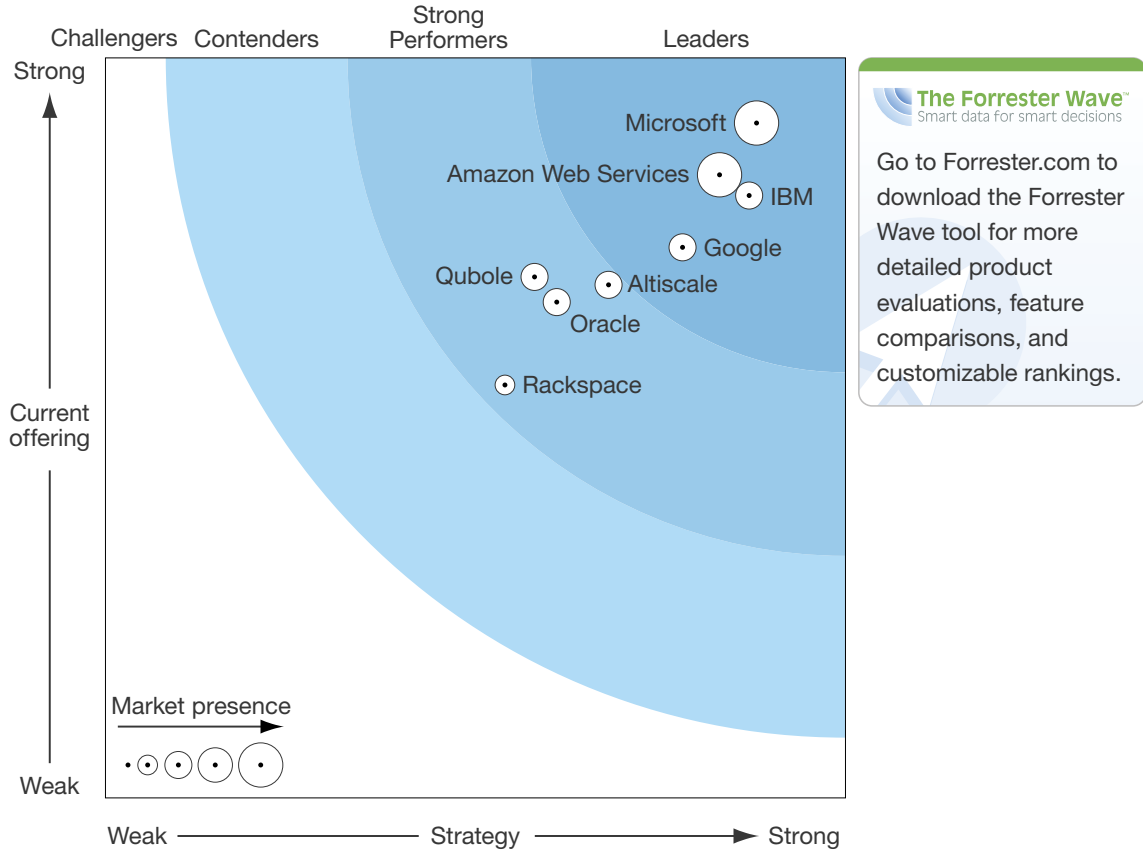 Challengers
Contenders
Strong
Performers
Leaders
Strong
Current
offering
Weak
Microsoft
Amazon Web Services
IBM
Google
Qubole
Altiscale
Oracle
Rackspace
Market presence
Weak
Strategy
Strong
The Forrester Wave™
Smart data for smart decisions
Go to Forrester.com to
download the Forrester
Wave tool for more
detailed product
evaluations, feature
comparisons, and
customizable rankings.